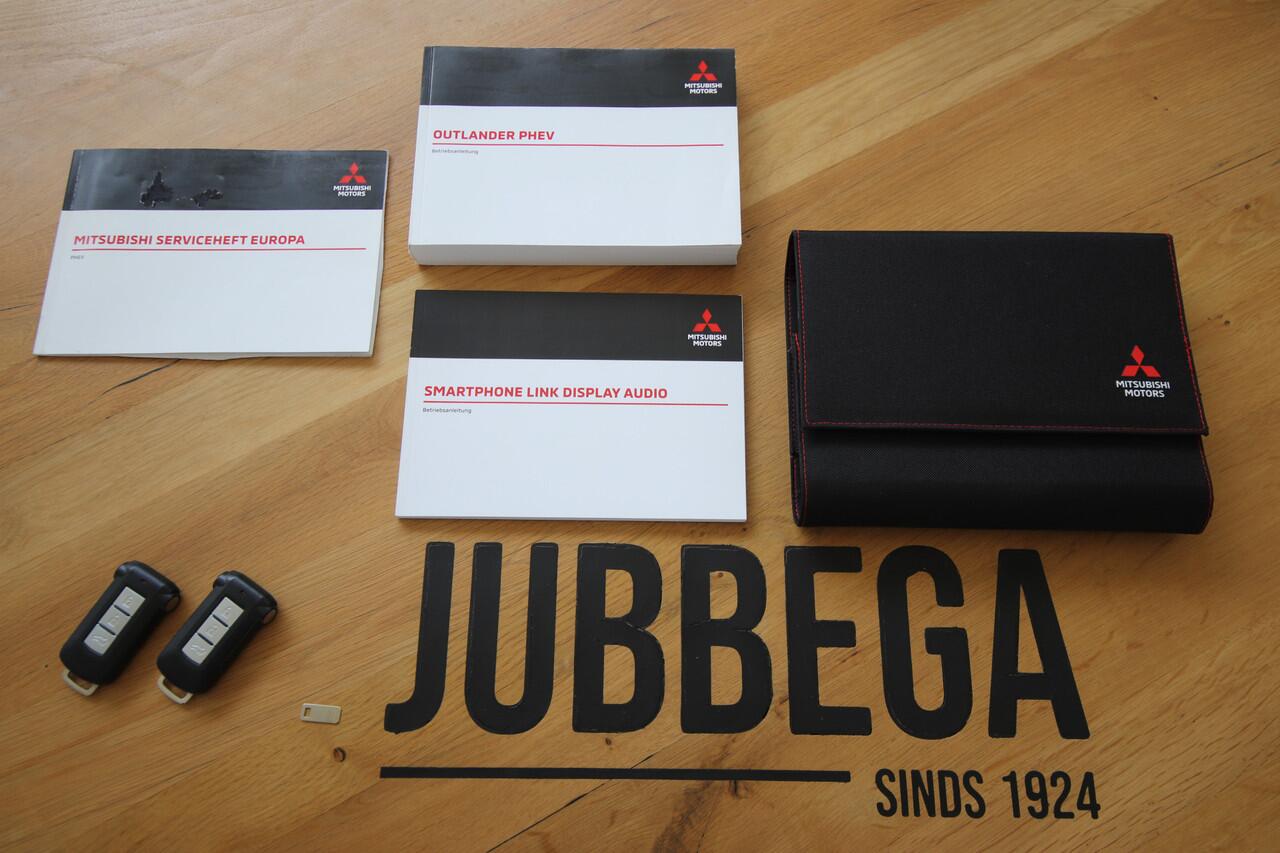 MITSUBISHI
MOTORS
OUTLANDER PHEV
Betriebsanleitung
MITSUBISHI
MOTORS
MITSUBISHI SERVICEHEFT EUROPA
PHEV
MITSUBISHI
MOTORS
SMARTPHONE LINK DISPLAY AUDIO
Betriebsanleitung
MITSUBISHI
MOTORS
JUBBEGA
SINDS 1924